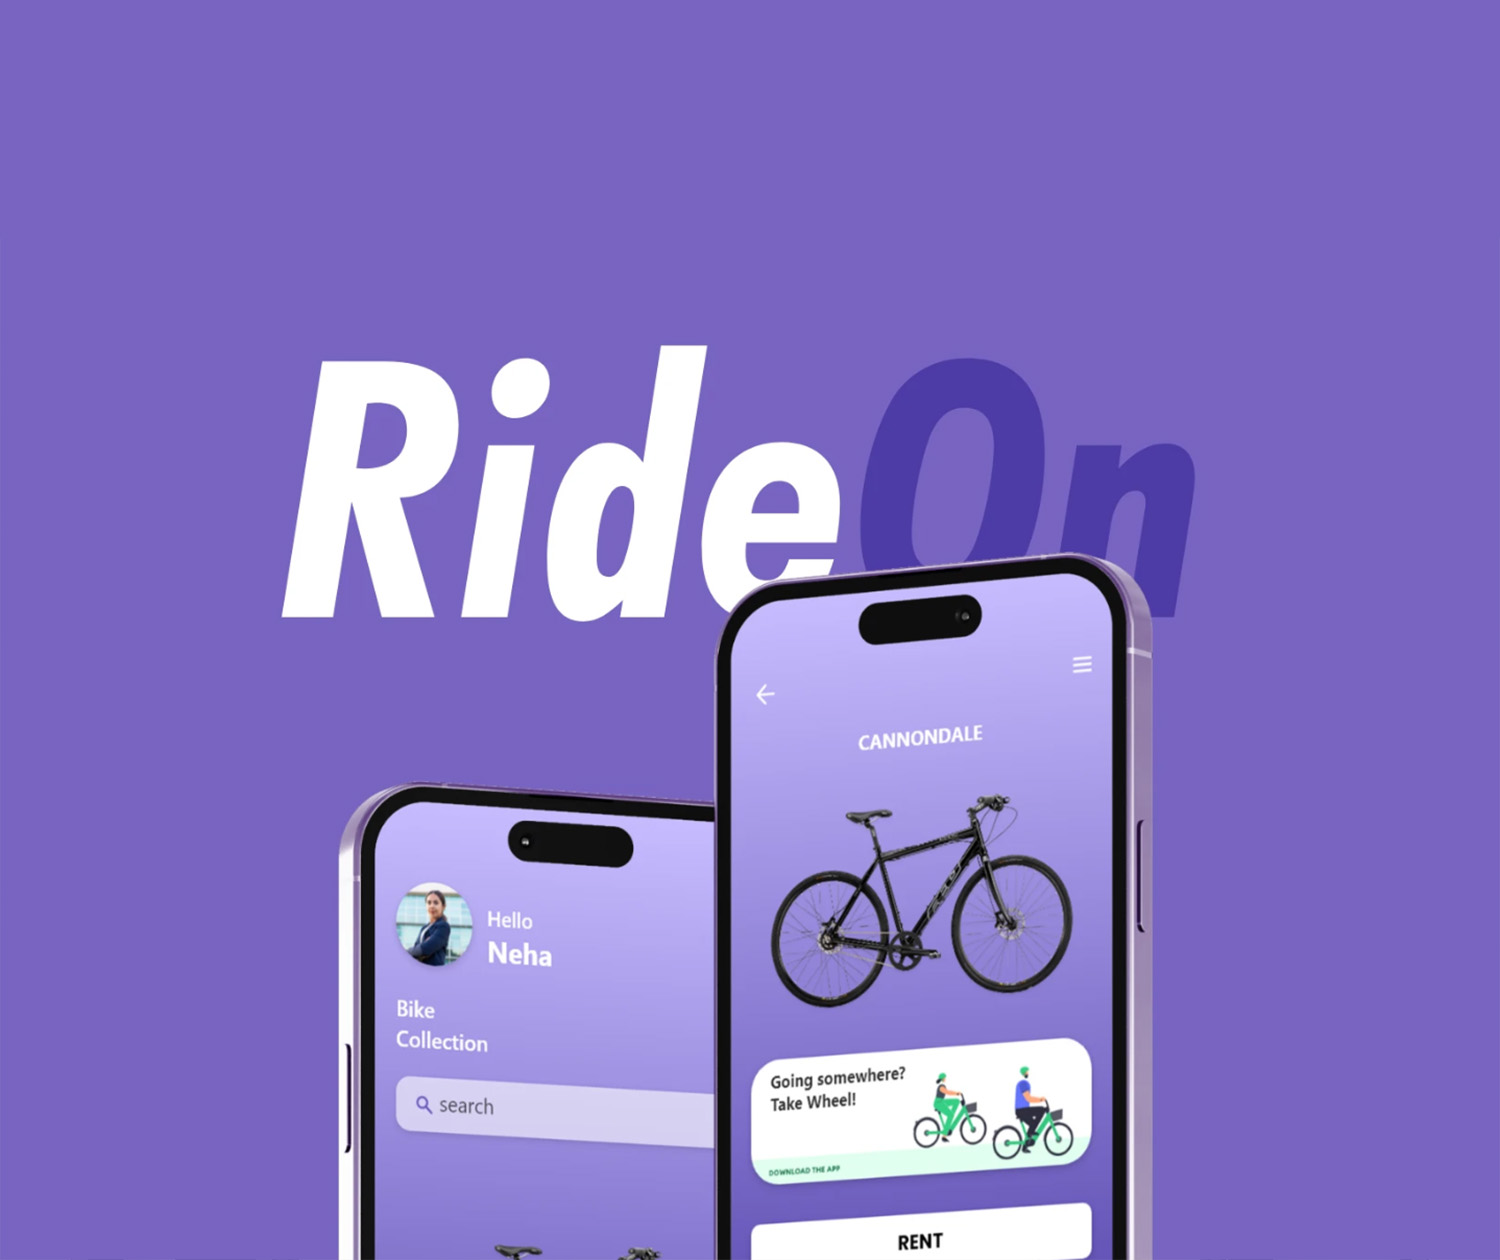 RideOn
CANNONDALE
Hello
Neha
Bike
Collection
search
Going somewhere?
Take Wheel!
DOWNLOAD THE APP
RENT